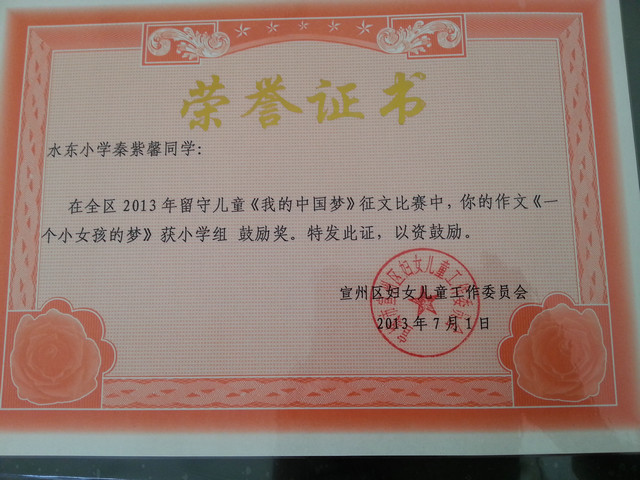 荣誉证书
水东小学秦紫馨同学：
在全区 2013 年留守儿童《我的中国梦》征文比赛中，你的作文《一
个小女孩的梦》获小学组 鼓励奖。特发此证，以资鼓励。
宣州区妇女儿童工作委员会
2013 年 7 月 1 日